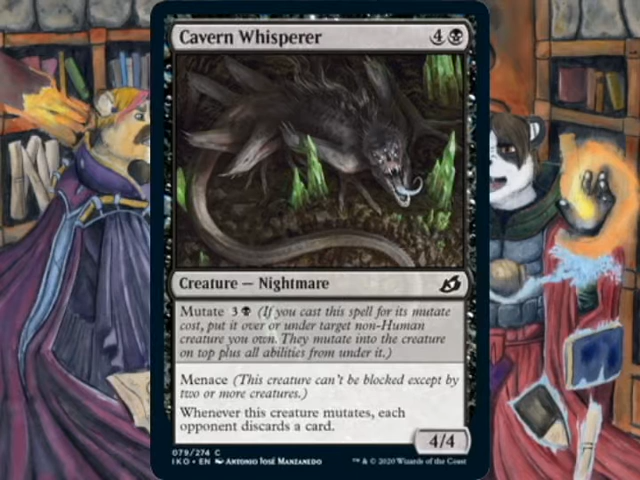 Cavern Whisperer 4
Creature — Nightmare
Mutate 3 (If you cast this spell for its mutate
cost, put it over or under target non-Human
creature you own. They mutate into the creature
on top plus all abilities from under it.)
Menace (This creature can't be blocked except by
two or more creatures.)
Whenever this creature mutates, each
opponent discards a card.
4/4
079/274 C
IKO • EN Antonio José Manzanedo ™ & © 2020 Wizards of the Coast